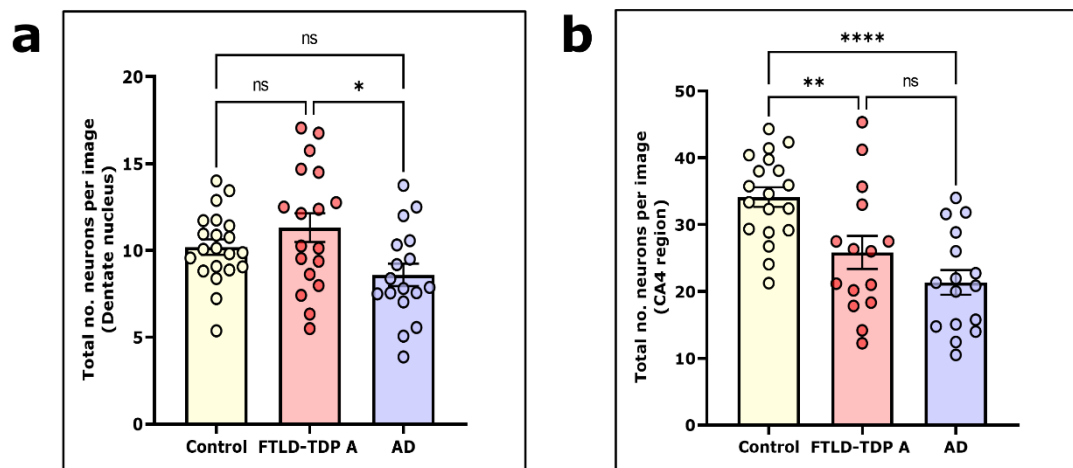 a
ns
ns
*
Total no. neurons per image
(Dentate nucleus)
20
15
10
5
0
Control
FTLD-TDP A
AD
b
****
**
ns
Total no. neurons per image
(CA4 region)
50
40
30
20
10
0
Control
FTLD-TDP A
AD